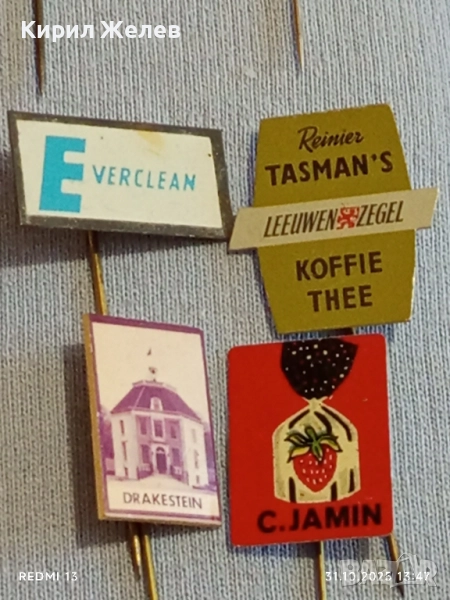 Кирил Желев
EVERCLEAN
Reinier
TASMAN'S
LEEUWEN ZEGEL
KOFFIE
THEE
DRAKESTEIN
C.JAMIN
REDMI 13
31.10.2025 13:47